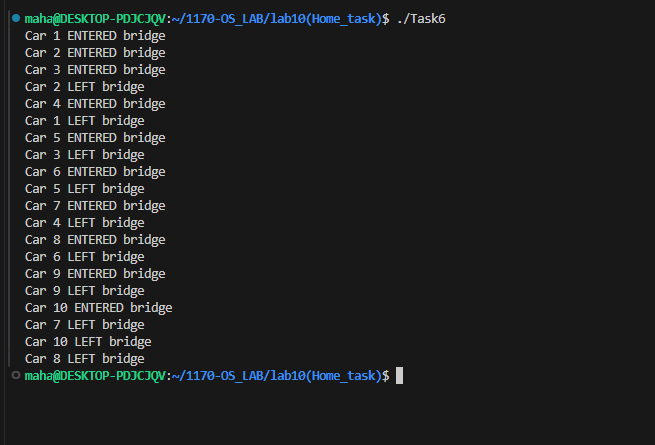 maha@DESKTOP-PDJCJQV:~/1170-OS_LAB/lab10(Home_task)$ ./Task6
Car 1 ENTERED bridge
Car 2 ENTERED bridge
Car 3 ENTERED bridge
Car 2 LEFT bridge
Car 4 ENTERED bridge
Car 1 LEFT bridge
Car 5 ENTERED bridge
Car 3 LEFT bridge
Car 6 ENTERED bridge
Car 5 LEFT bridge
Car 7 ENTERED bridge
Car 4 LEFT bridge
Car 8 ENTERED bridge
Car 6 LEFT bridge
Car 9 ENTERED bridge
Car 9 LEFT bridge
Car 10 ENTERED bridge
Car 7 LEFT bridge
Car 10 LEFT bridge
Car 8 LEFT bridge
maha@DESKTOP-PDJCJQV:~/1170-OS_LAB/lab10(Home_task)$